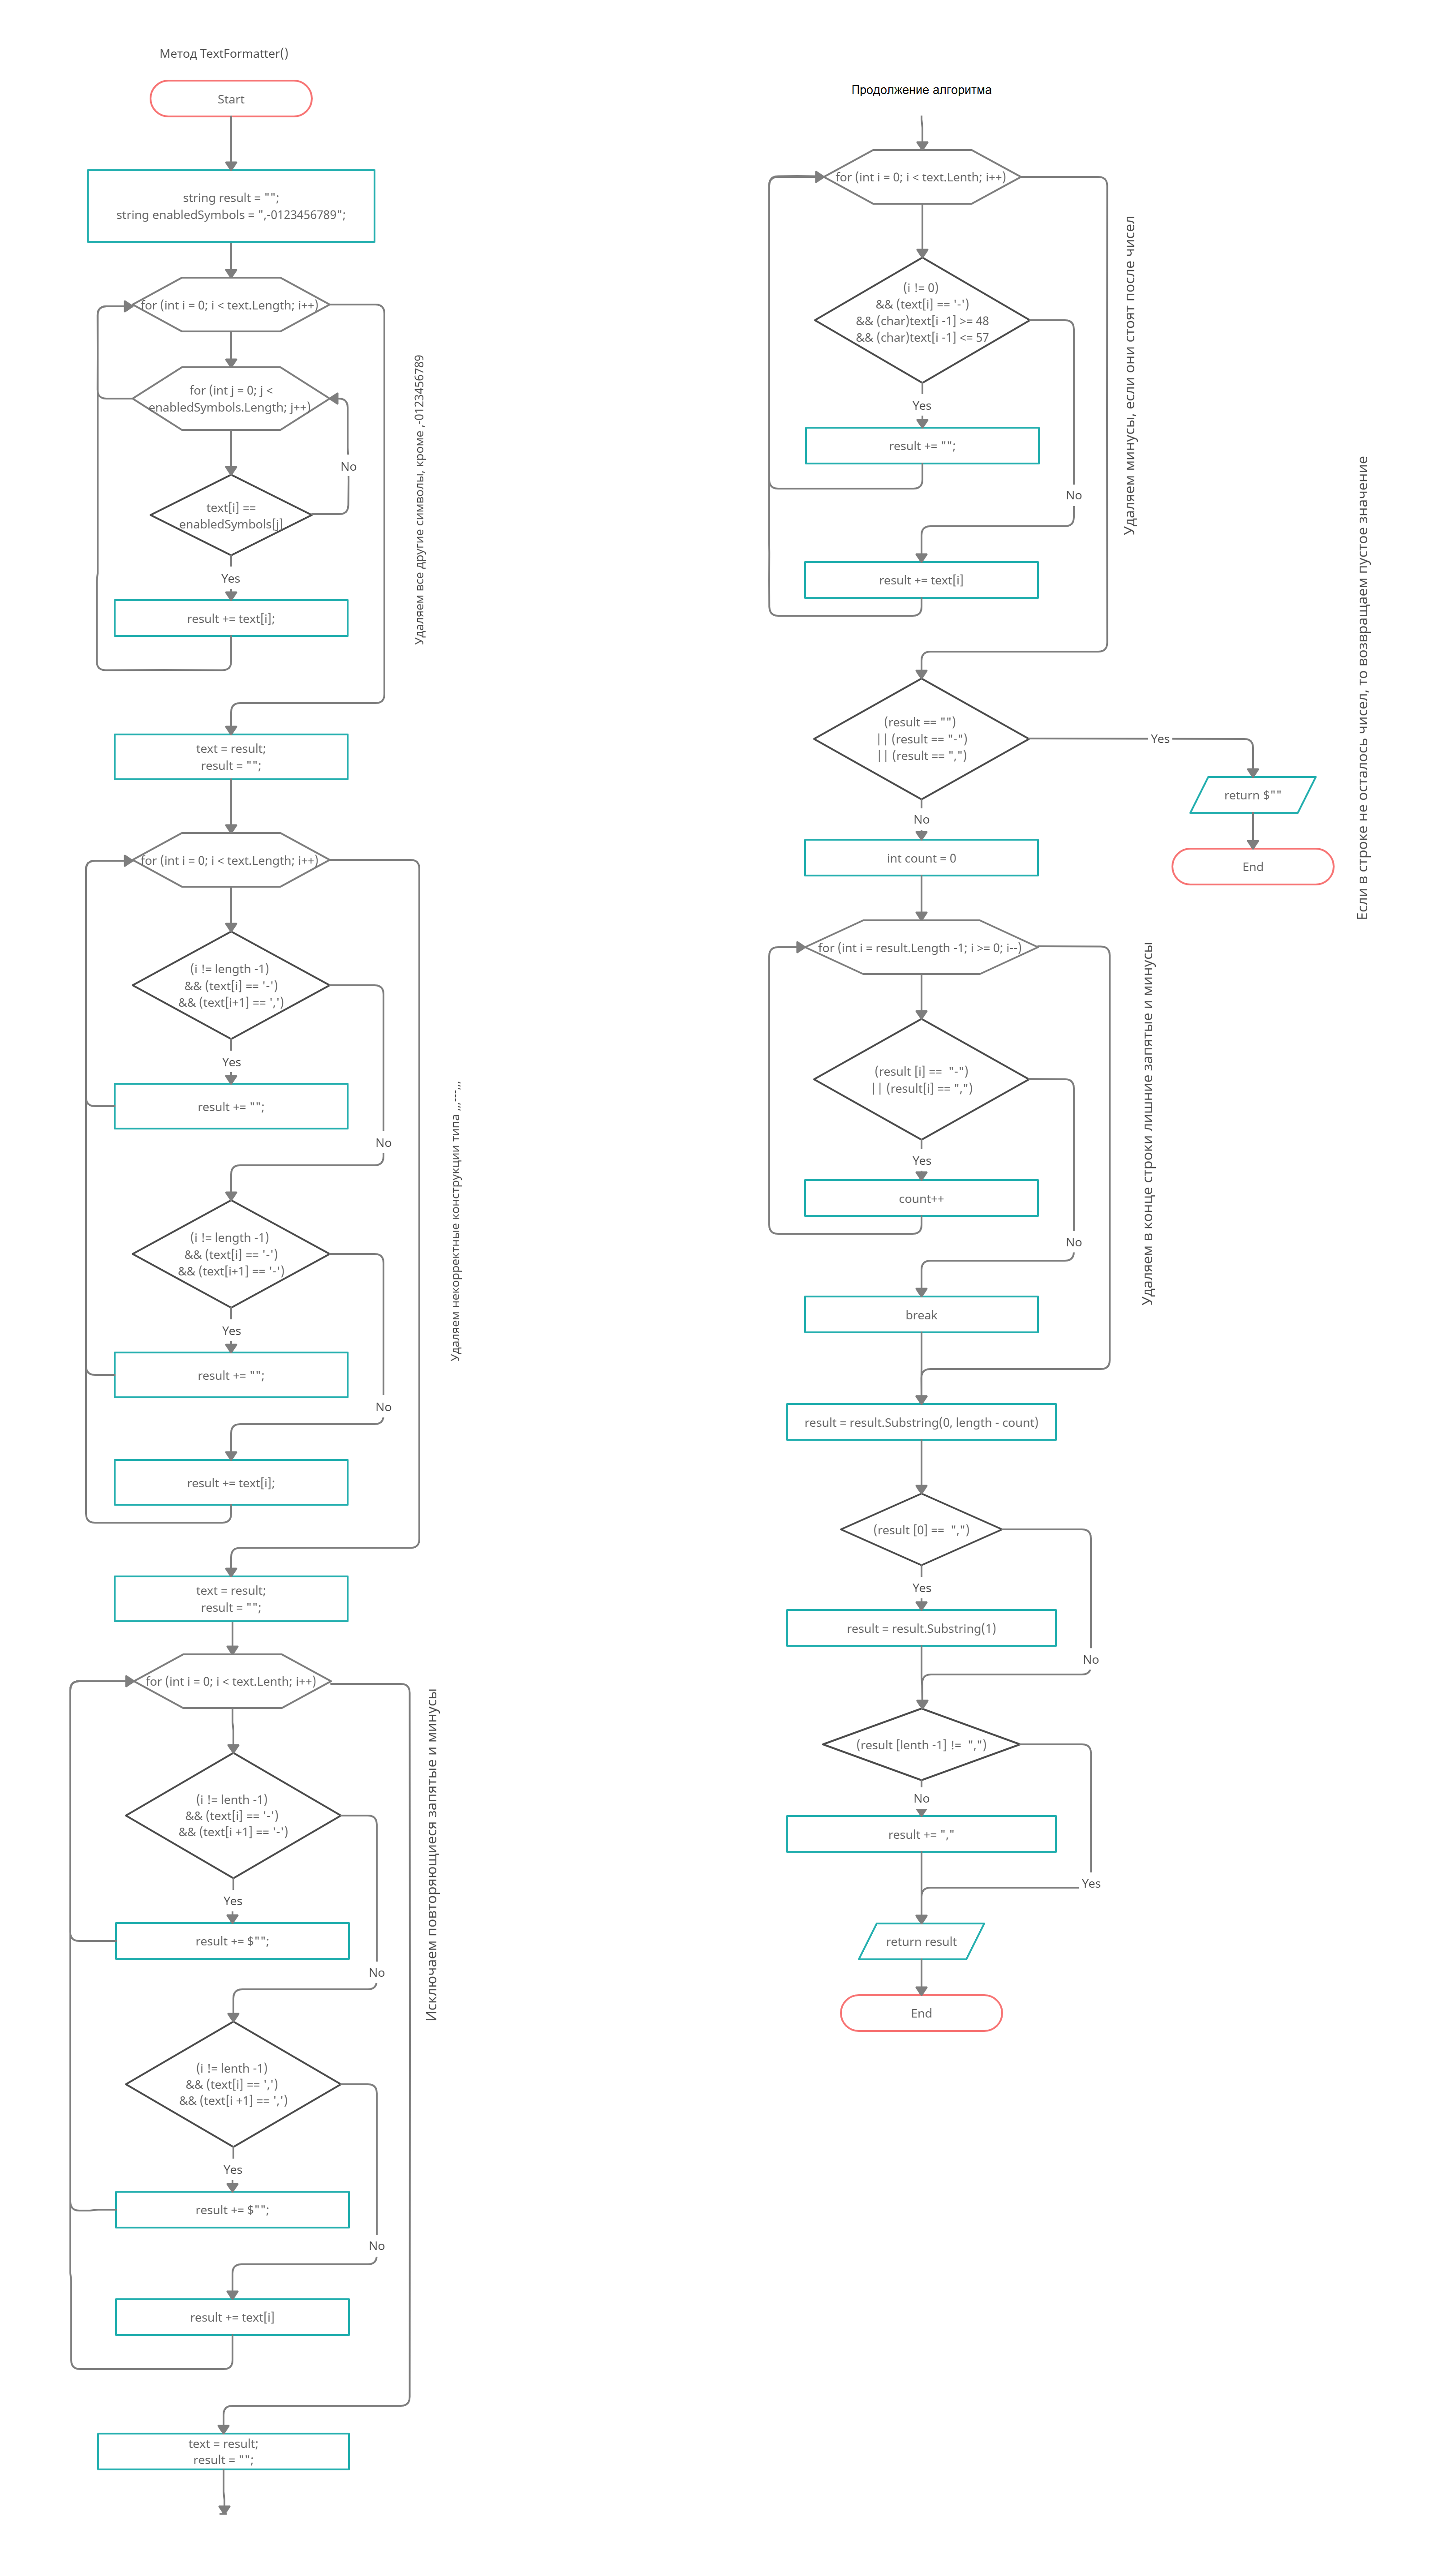 Метод TextFormatter()
Start
string result = "";
string enabledSymbols = ",-0123456789";
for (int i = 0; i < text.Length; i++)
for (int j = 0; j <
enabledSymbols.Length; j++)
No
text[i] ==
enabledSymbols[j]
Yes
result += text[i];
Удаляем все другие символы, кроме ,-0123456789
text = result;
result = "";
for (int i = 0; i < text.Length; i++)
(i != length -1)
&& (text[i] == '-')
&& (text[i+1] == ',')
Yes
result += "";
No
(i != length -1)
&& (text[i] == '-')
&& (text[i+1] == '-')
Yes
result += "";
No
result += text[i];
Удаляем некорректные конструкции типа ,,,---,,,
text = result;
result = "";
for (int i = 0; i < text.Lenth; i++)
(i != lenth -1)
&& (text[i] == '-')
&& (text[i +1] == '-')
Yes
result += $"";
No
(i != lenth -1)
&& (text[i] == ',')
&& (text[i +1] == ',')
Yes
result += $"";
No
result += text[i]
Исключаем повторяющиеся запятые и минусы
text = result;
result = "";
Продолжение алгоритма
for (int i = 0; i < text.Lenth; i++)
(i != 0)
&& (text[i] == '-')
&& (char)text[i -1] >= 48
&& (char)text[i -1] <= 57
Yes
result += "";
No
result += text[i]
Удаляем минусы, если они стоят после чисел
(result == "")
|| (result == "-")
|| (result == ",")
Yes
return $""
End
Если в строке не осталось чисел, то возвращаем пустое значение
No
int count = 0
for (int i = result.Length -1; i >= 0; i--)
(result [i] == "-")
|| (result[i] == ",")
Yes
count++
No
break
Удаляем в конце строки лишние запятые и минусы
result = result.Substring(0, length - count)
(result [0] == ",")
Yes
result = result.Substring(1)
No
(result [lenth -1] != ",")
No
result += ","
Yes
return result
End